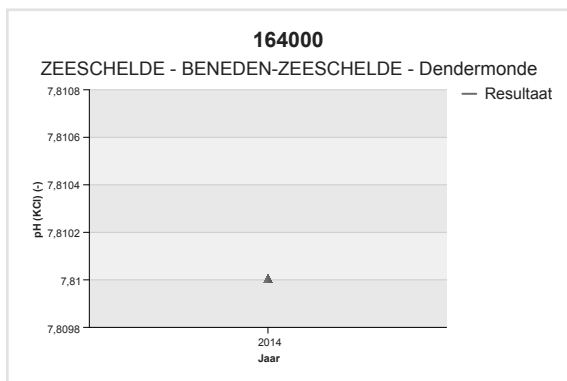 164000
ZEESCHELDE - BENEDEN-ZEESCHELDE - Dendermonde
7,8108
Resultaat
7,8106
7,8104
pH (KCl) (-)
7,8102
7,81
7,8098
2014
Jaar